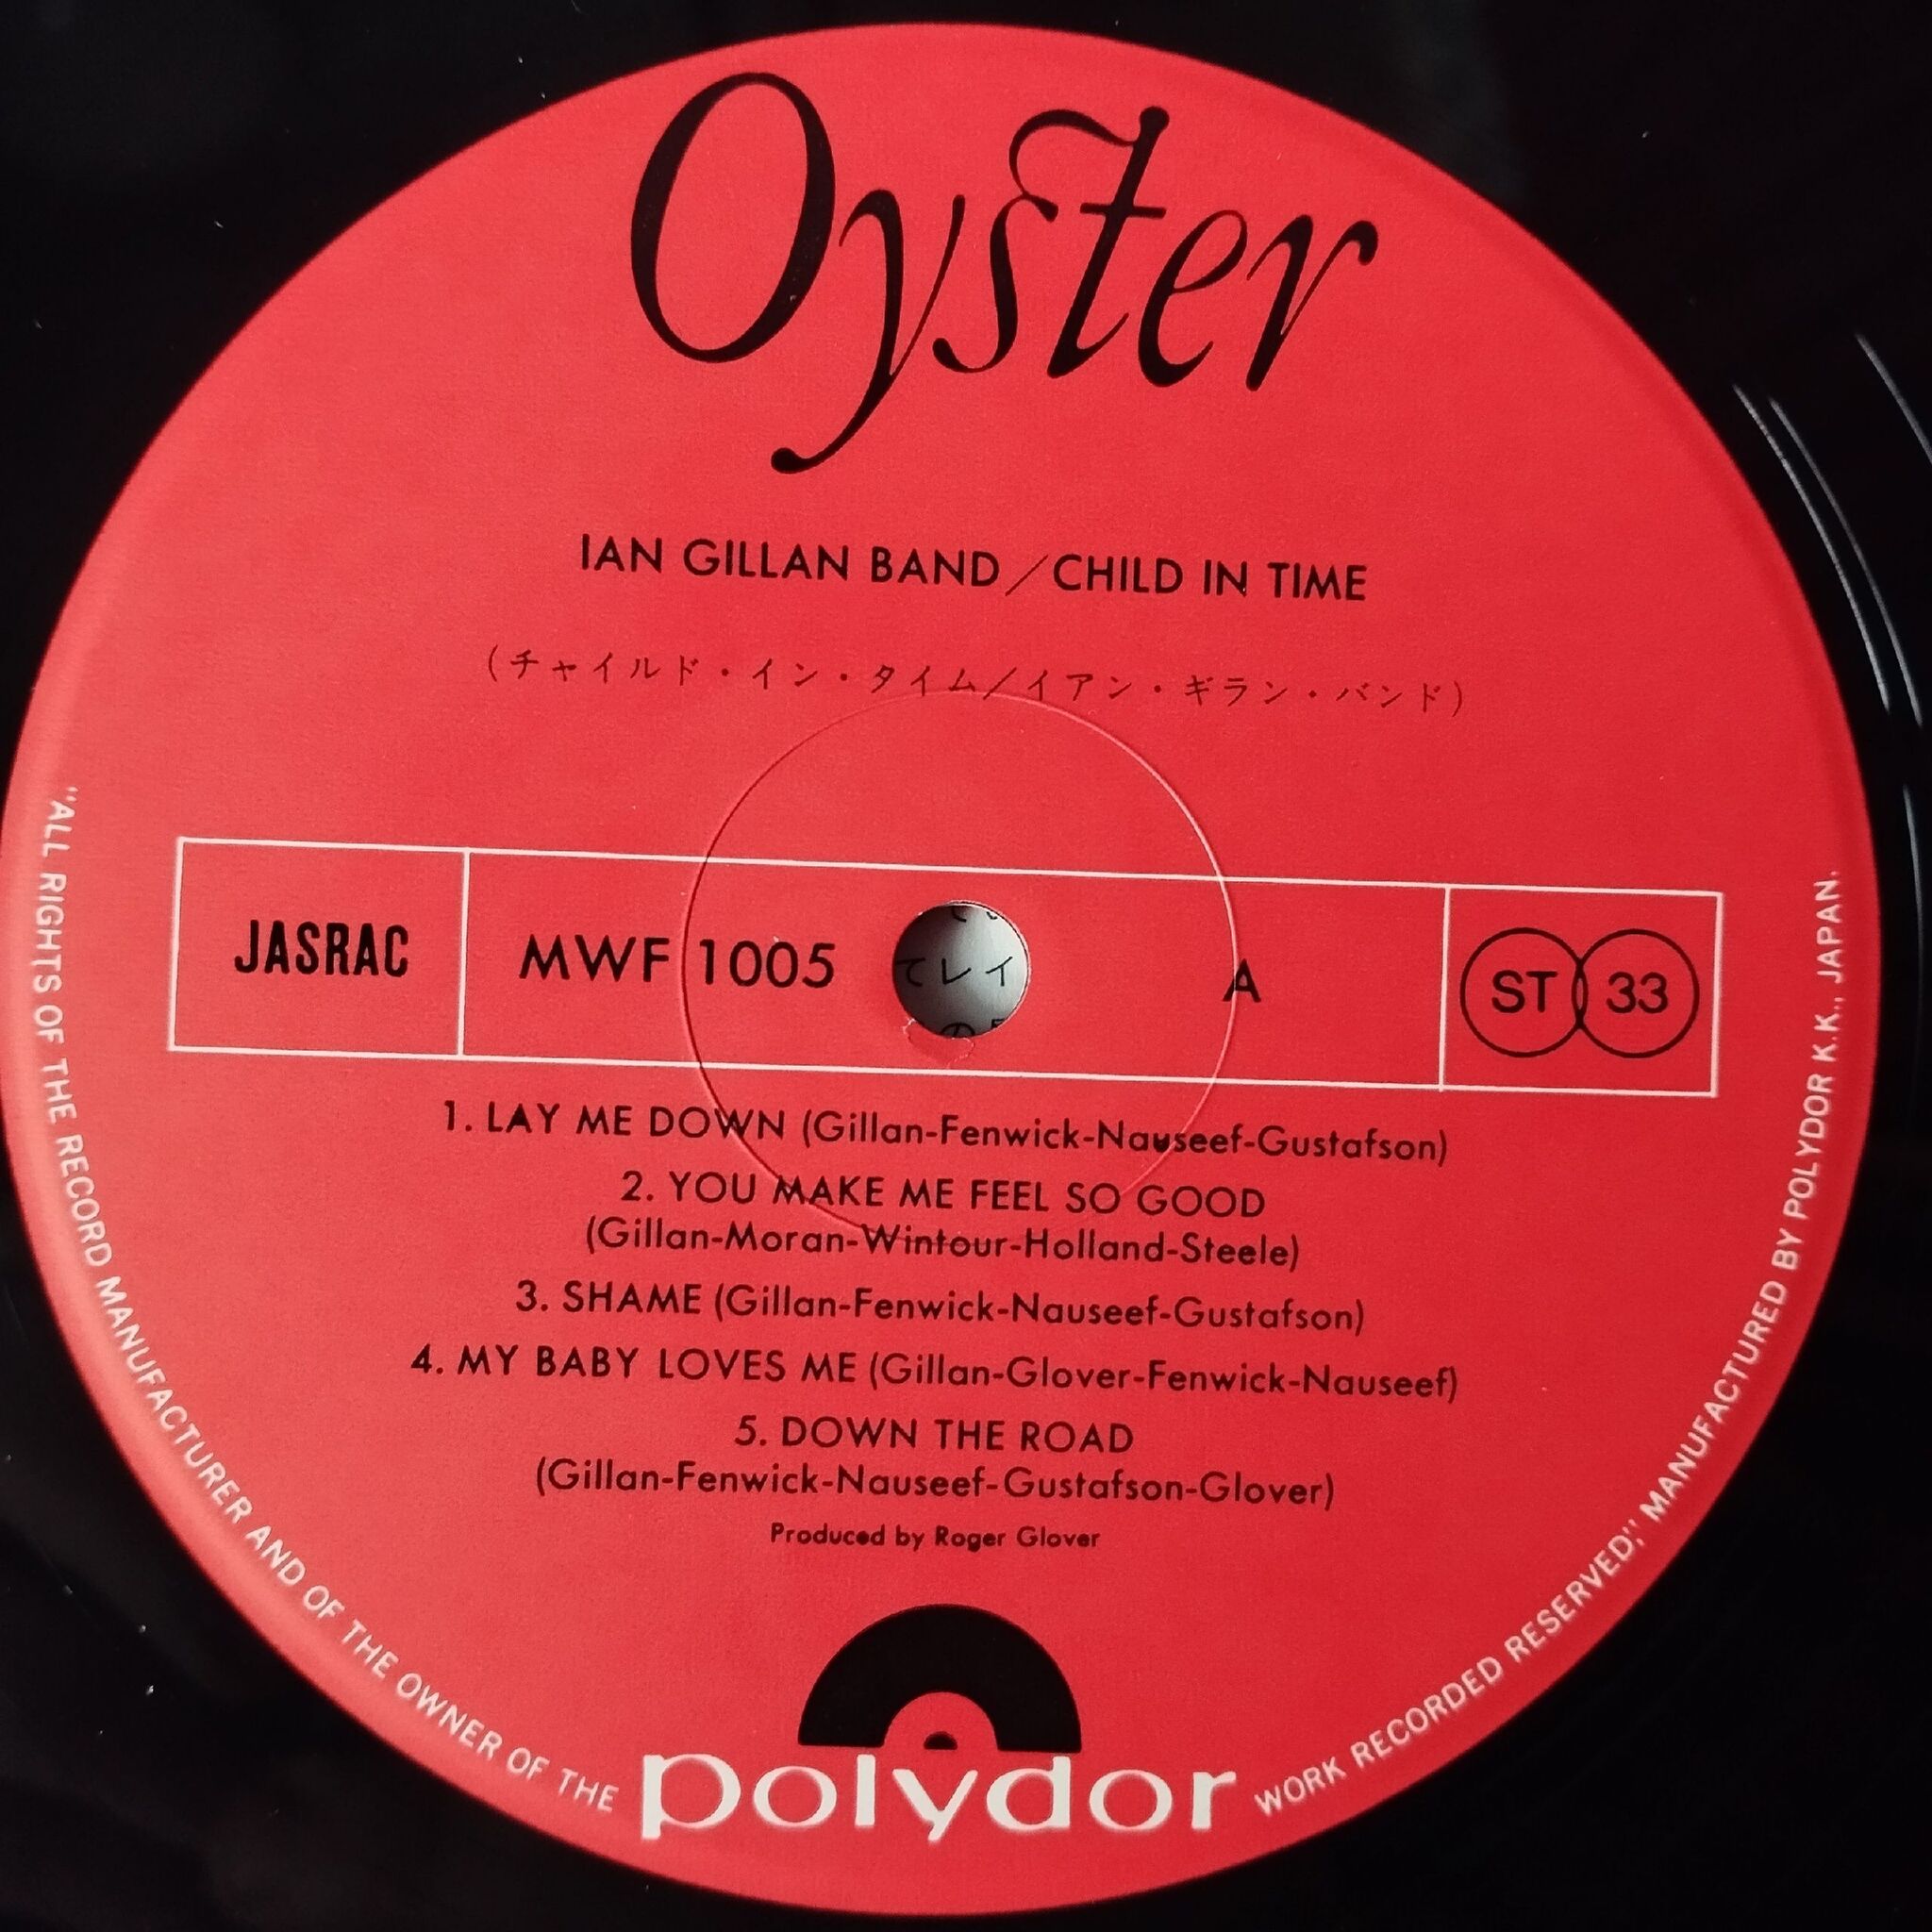 Oyster
IAN GILLAN BAND／CHILD IN TIME
(チャイルド・イン・タイム／イアン・ギラン・バンド)
JASRAC
MWF 1005
てレイ
A
ST 33
1. LAY ME DOWN (Gillan-Fenwick-Nauseef-Gustafson)
2. YOU MAKE ME FEEL SO GOOD
(Gillan-Moran-Wintour-Holland-Steele)
3. SHAME (Gillan-Fenwick-Nauseef-Gustafson)
4. MY BABY LOVES ME (Gillan-Glover-Fenwick-Nauseef)
5. DOWN THE ROAD
(Gillan-Fenwick-Nauseef-Gustafson-Glover)
Produced by Roger Glover
polydor
"ALL RIGHTS OF THE RECORD MANUFACTURER AND OF THE OWNER OF THE WORK RECORDED RESERVED," MANUFACTURED BY POLYDOR K.K., JAPAN.